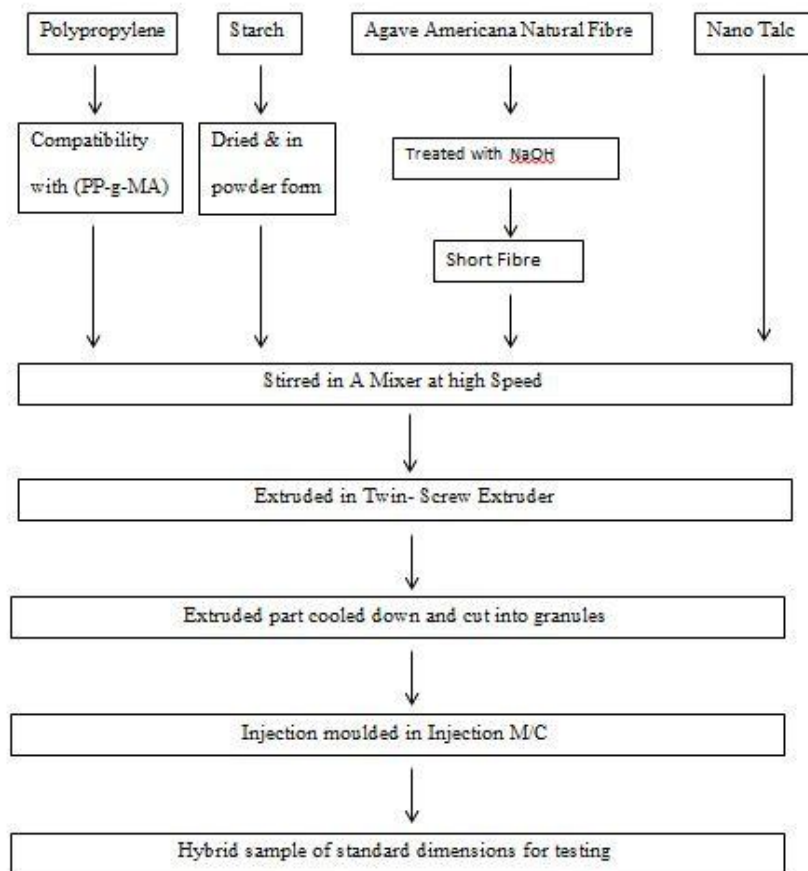 Polypropylene
Starch
Agave Americana Natural Fibre
Nano Talc
Compatibility
with (PP-g-MA)
Dried & in
powder form
Treated with NaOH
Short Fibre
Stirred in A Mixer at high Speed
Extruded in Twin- Screw Extruder
Extruded part cooled down and cut into granules
Injection moulded in Injection M/C
Hybrid sample of standard dimensions for testing